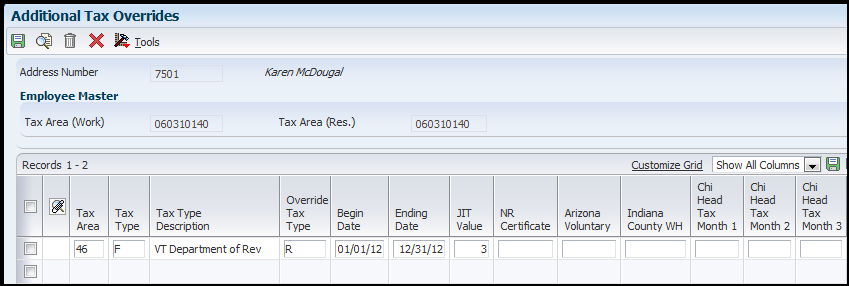 Additional Tax Overrides
Tools
Address Number 7501 Karen McDougal
Employee Master
Tax Area (Work) 060310140 Tax Area (Res.) 060310140
Records 1 - 2 Customize Grid Show All Columns
Tax Area
Tax Type
Tax Type Description
Override Tax Type
Begin Date
Ending Date
JIT Value
NR Certificate
Arizona Voluntary
Indiana County WH
Chi Head Tax Month 1
Chi Head Tax Month 2
Chi Head Tax Month 3
46 F VT Department of Rev R 01/01/12 12/31/12 3